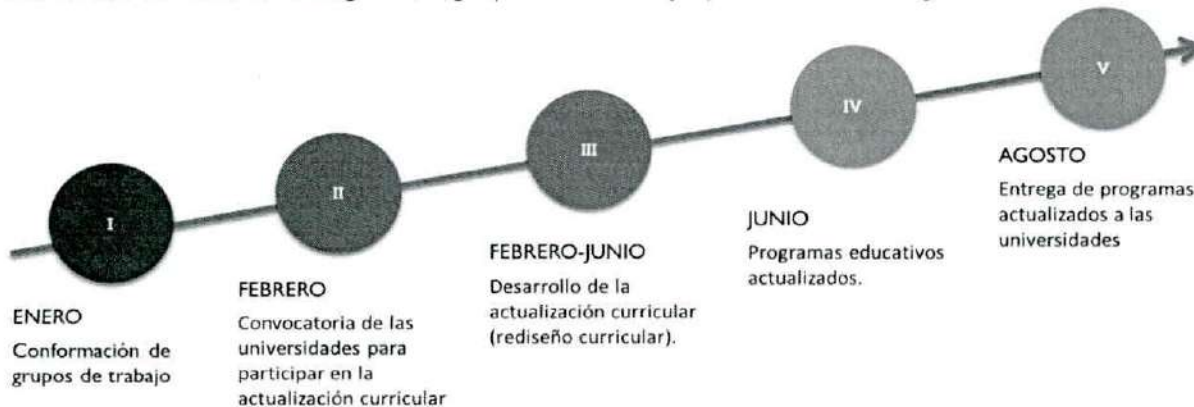 I
ENERO
Conformación de
grupos de trabajo
II
FEBRERO
Convocatoria de las
universidades para
participar en la
actualización curricular
III
FEBRERO-JUNIO
Desarrollo de la
actualización curricular
(rediseño curricular).
IV
JUNIO
Programas educativos
actualizados.
V
AGOSTO
Entrega de programas
actualizados a las
universidades